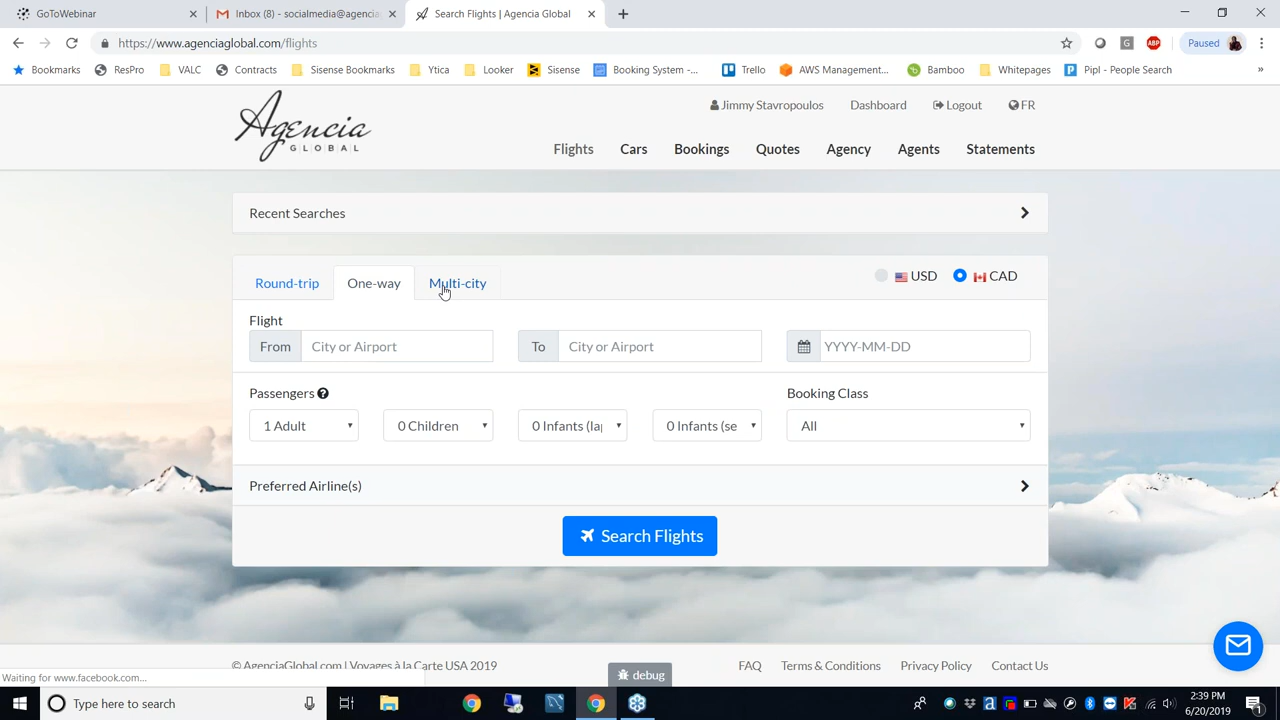 GoToWebinar
Inbox (8) - socialmedia@agenci
Search Flights | Agencia Global
https://www.agenciaglobal.com/flights
Paused
Bookmarks
ResPro
VALC
Contracts
Sisense Bookmarks
Ytica
Looker
Sisense
Booking System -...
Trello
AWS Management...
Bamboo
Whitepages
Pipl - People Search
»
Agencia
GLOBAL
Jimmy Stavropoulos
Dashboard
Logout
FR
Flights
Cars
Bookings
Quotes
Agency
Agents
Statements
Recent Searches
Round-trip
One-way
Multi-city
USD
CAD
Flight
From
City or Airport
To
City or Airport
YYYY-MM-DD
Passengers
Booking Class
1 Adult
0 Children
0 Infants (la
0 Infants (se
All
Preferred Airline(s)
Search Flights
© AgenciaGlobal.com | Voyages à la Carte USA 2019
debug
FAQ
Terms & Conditions
Privacy Policy
Contact Us
Waiting for www.facebook.com...
Type here to search
2:39 PM
6/20/2019